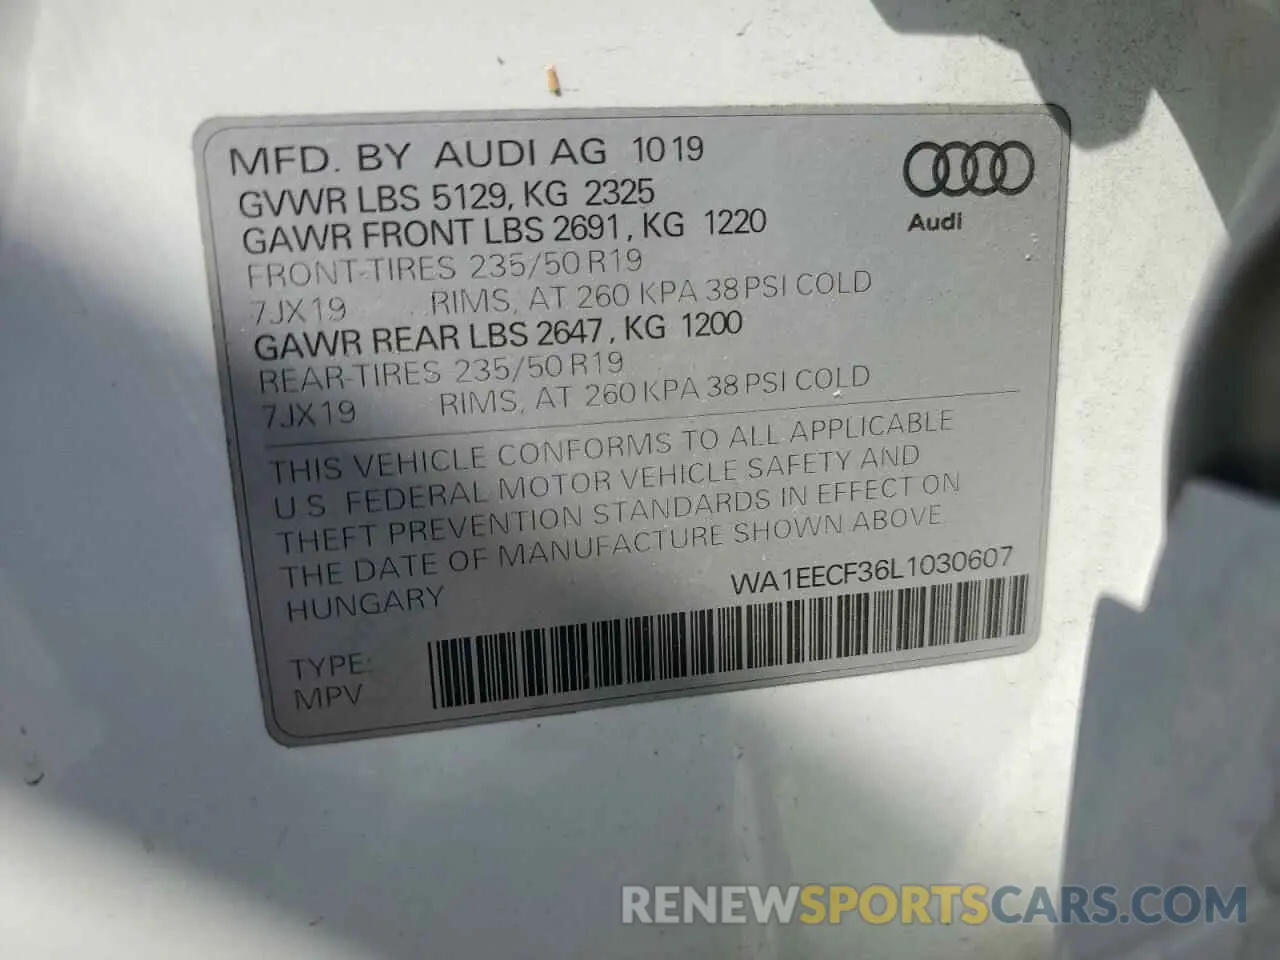 MFD. BY AUDI AG 1019
GVWR LBS 5129, KG 2325
GAWR FRONT LBS 2691, KG 1220
FRONT-TIRES 235/50 R19
7JX19 RIMS, AT 260 KPA 38 PSI COLD
GAWR REAR LBS 2647, KG 1200
REAR-TIRES 235/50 R19
7JX19 RIMS, AT 260 KPA 38 PSI COLD
Audi
THIS VEHICLE CONFORMS TO ALL APPLICABLE
U S FEDERAL MOTOR VEHICLE SAFETY AND
THEFT PREVENTION STANDARDS IN EFFECT ON
THE DATE OF MANUFACTURE SHOWN ABOVE
HUNGARY WA1EECF36L1030607
TYPE:
MPV
RENEWSPORTSCARS.COM